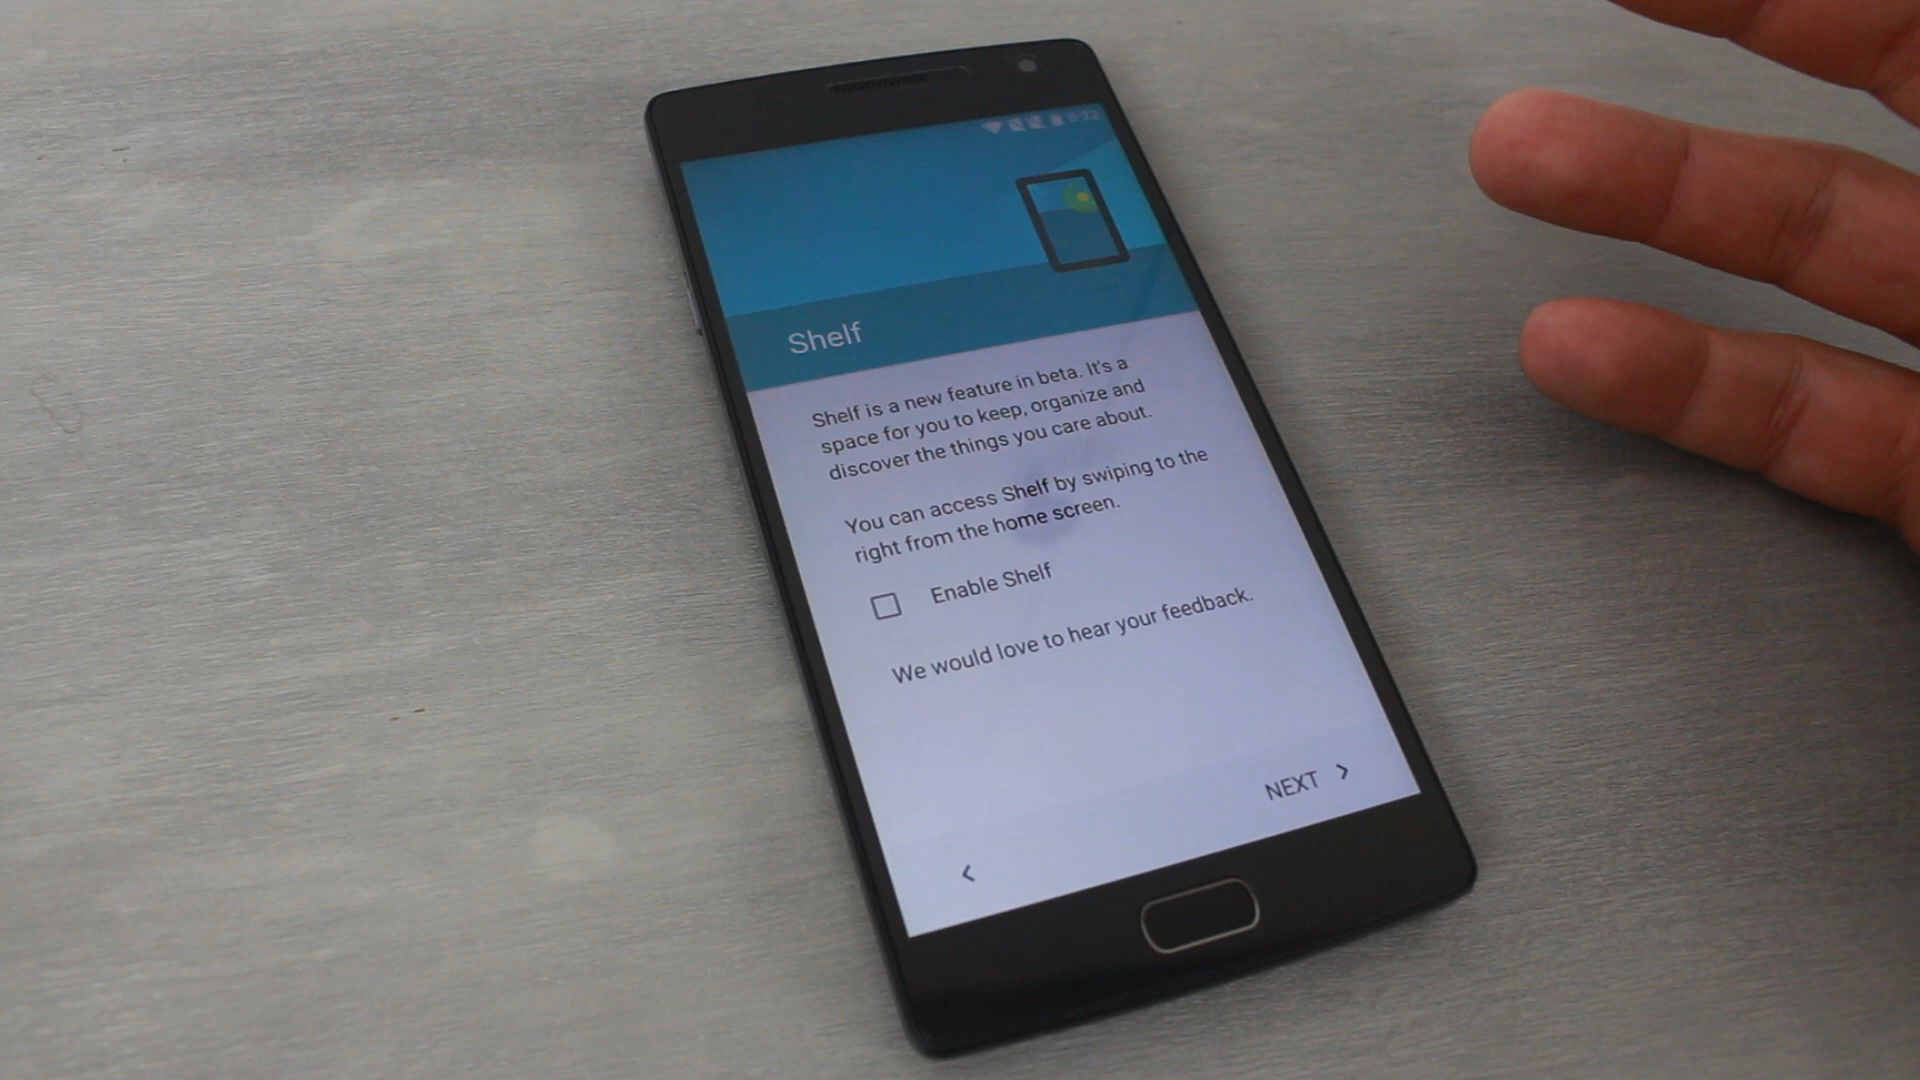 Shelf
Shelf is a new feature in beta. It's a
space for you to keep, organize and
discover the things you care about.
You can access Shelf by swiping to the
right from the home screen.
Enable Shelf
We would love to hear your feedback.
NEXT